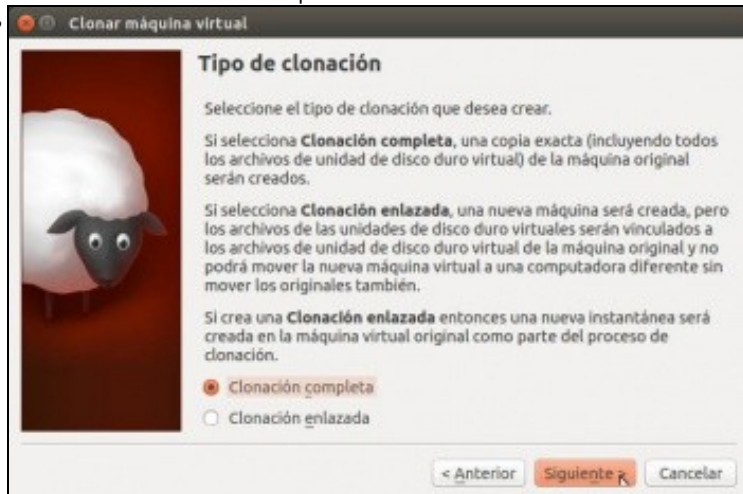 Clonar máquina virtual
Tipo de clonación
Seleccione el tipo de clonación que desea crear.
Si selecciona Clonación completa, una copia exacta (incluyendo todos
los archivos de unidad de disco duro virtual) de la máquina original
serán creados.
Si selecciona Clonación enlazada, una nueva máquina será creada, pero
los archivos de las unidades de disco duro virtuales serán vinculados a
los archivos de unidad de disco duro virtual de la máquina original y no
podrá mover la nueva máquina virtual a una computadora diferente sin
mover los originales también.
Si crea una Clonación enlazada entonces una nueva instantánea será
creada en la máquina virtual original como parte del proceso de
clonación.
Clonación completa
Clonación enlazada
< Anterior Siguiente > Cancelar